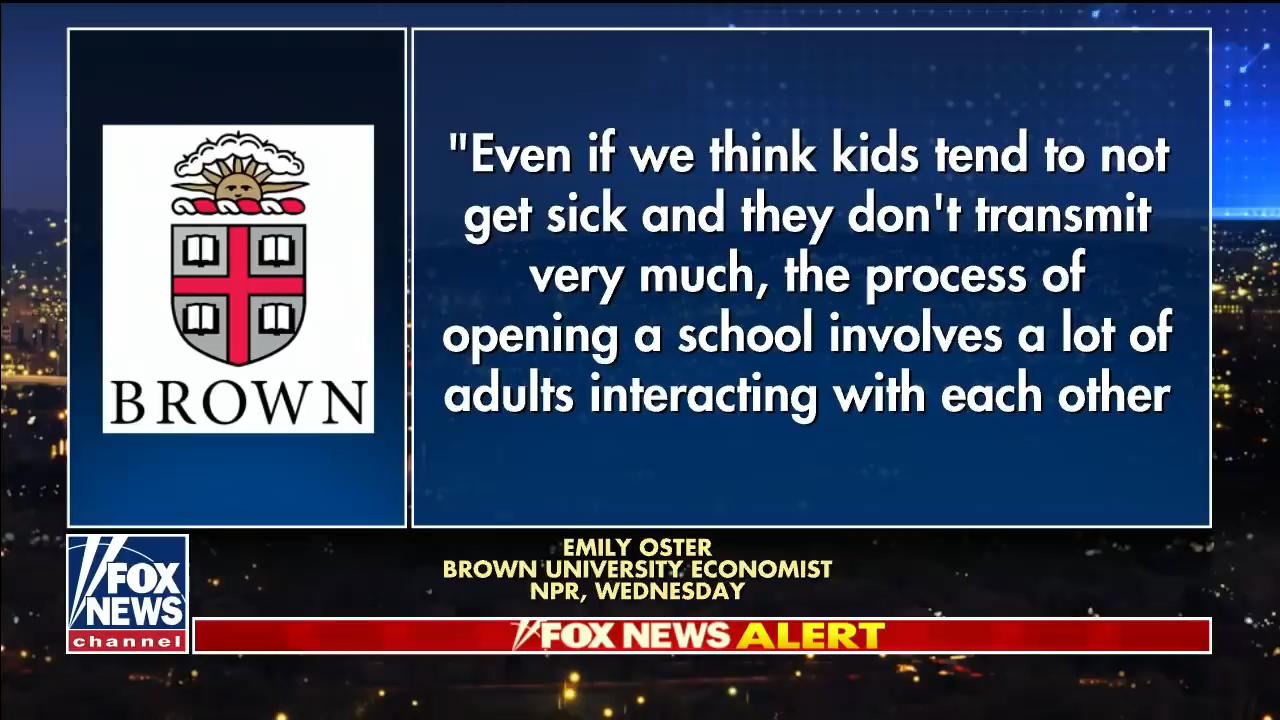 "Even if we think kids tend to not
get sick and they don't transmit
very much, the process of
opening a school involves a lot of
adults interacting with each other
BROWN
EMILY OSTER
BROWN UNIVERSITY ECONOMIST
NPR, WEDNESDAY
FOX
NEWS
channel
FOX NEWS ALERT